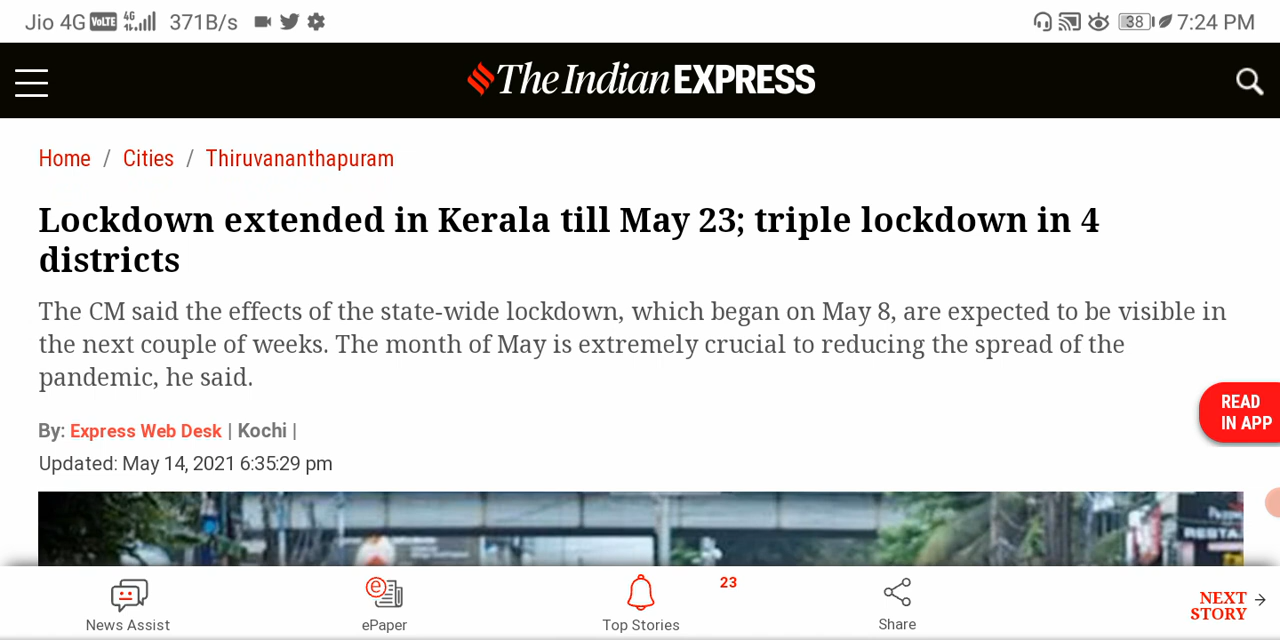 Jio 4G VoLTE 4G 371B/s 38 7:24 PM
The Indian EXPRESS
Home / Cities / Thiruvananthapuram
Lockdown extended in Kerala till May 23; triple lockdown in 4
districts
The CM said the effects of the state-wide lockdown, which began on May 8, are expected to be visible in
the next couple of weeks. The month of May is extremely crucial to reducing the spread of the
pandemic, he said.
READ
IN APP
By: Express Web Desk | Kochi |
Updated: May 14, 2021 6:35:29 pm
News Assist
ePaper
23
Top Stories
Share
NEXT
STORY